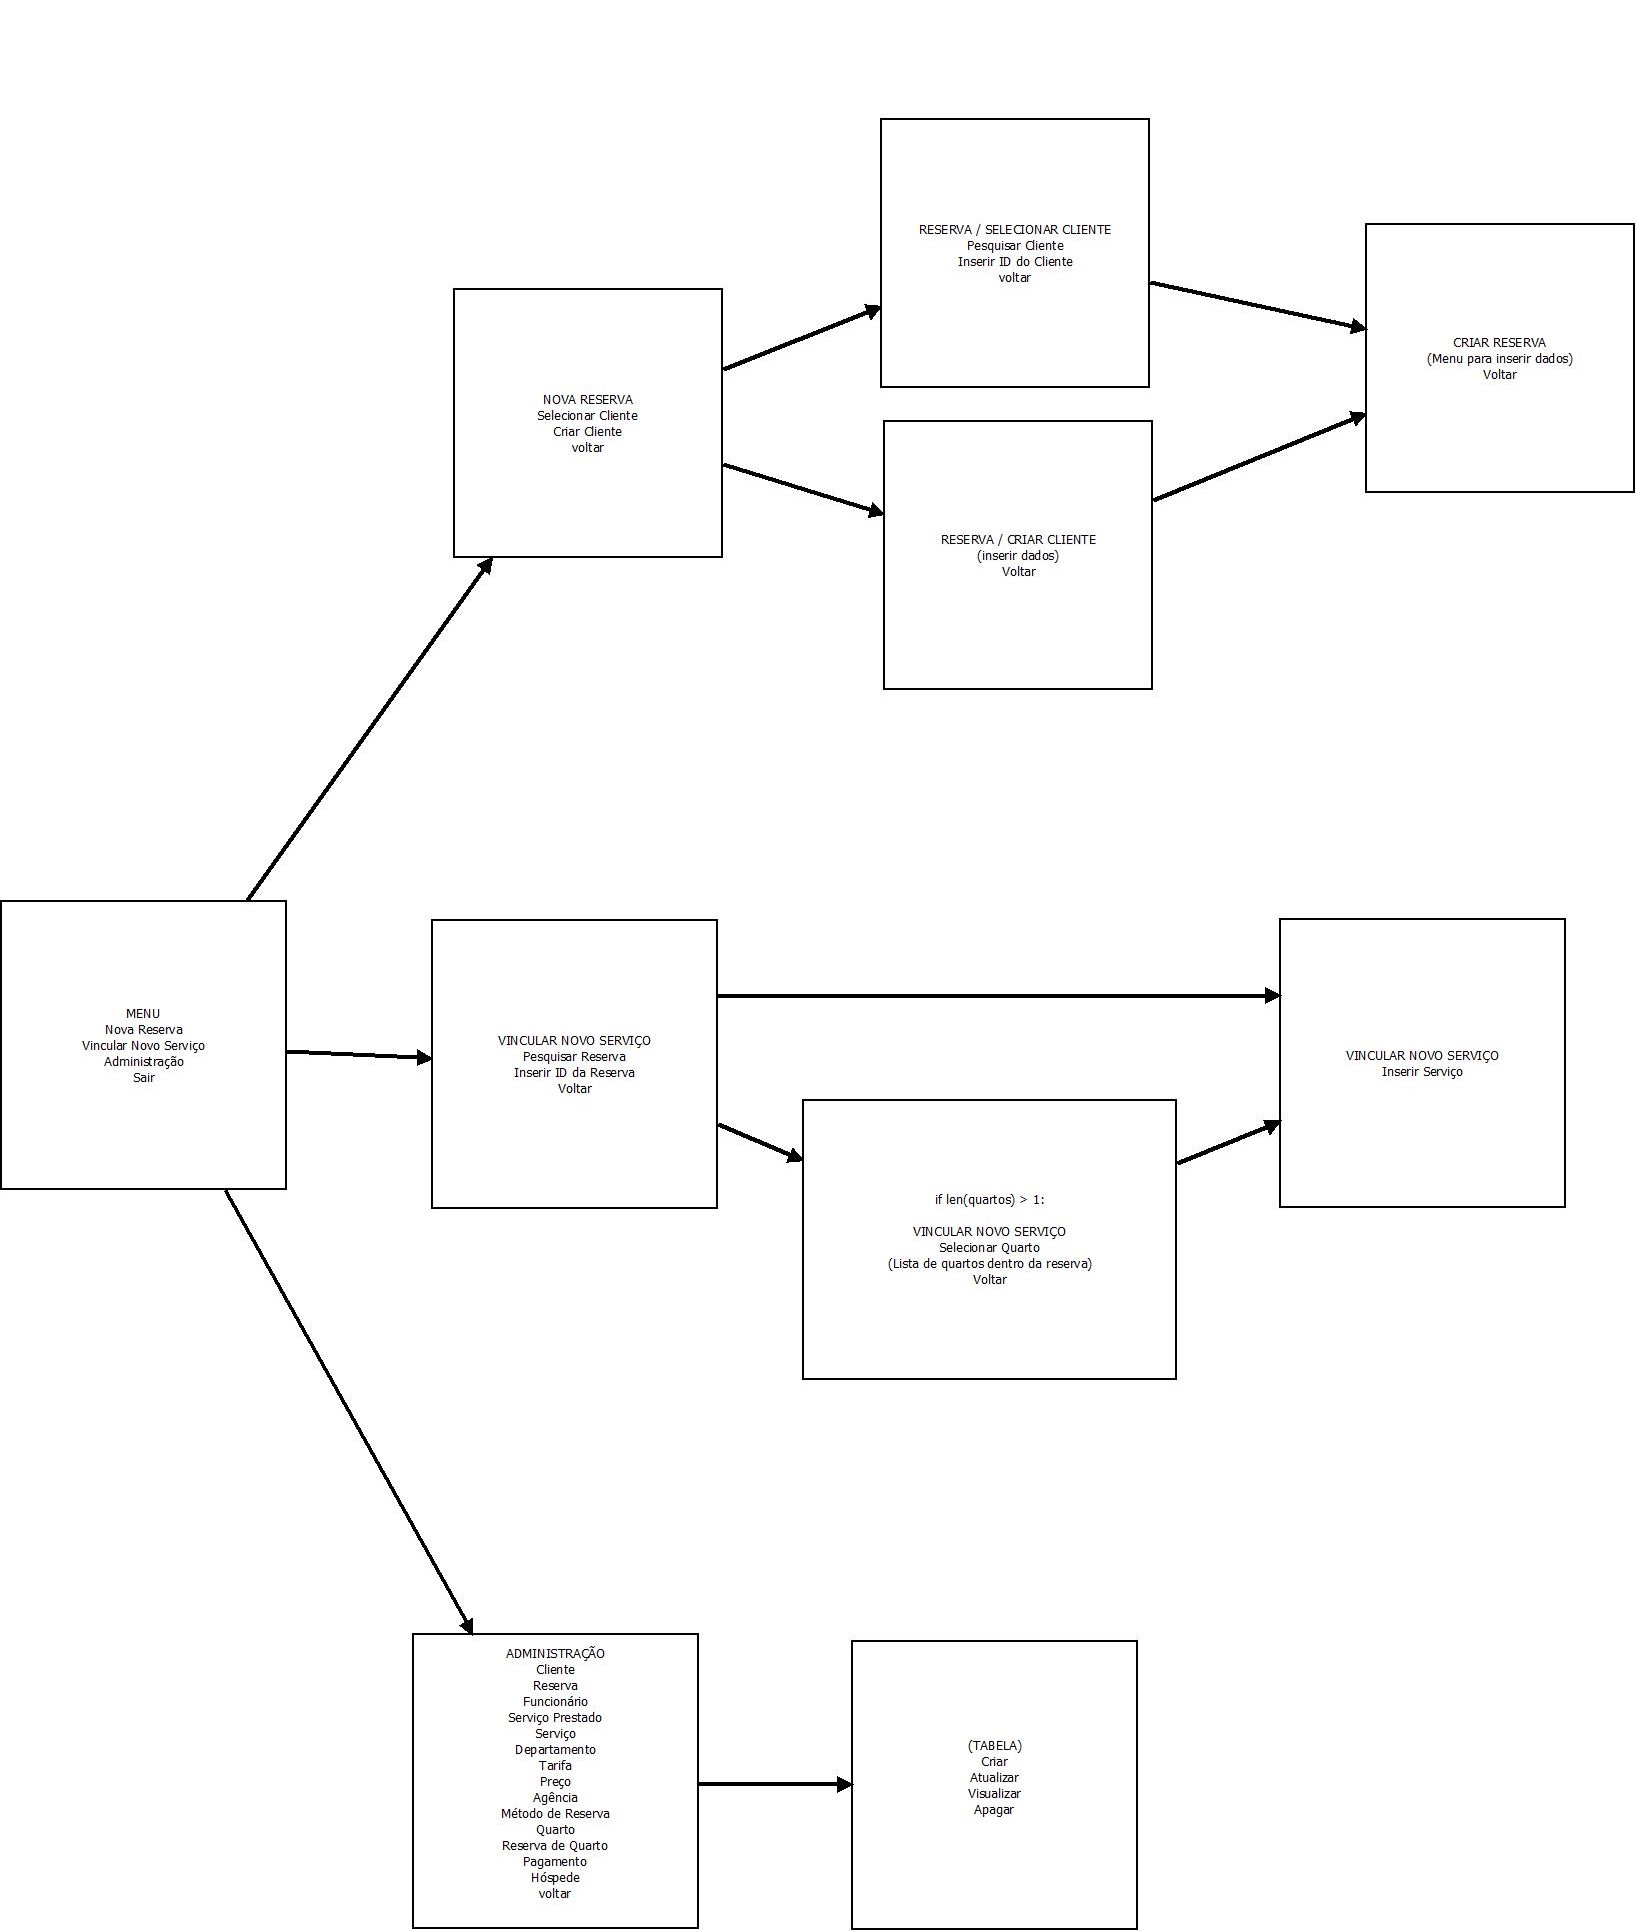 RESERVA / SELECIONAR CLIENTE
Pesquisar Cliente
Inserir ID do Cliente
voltar
CRIAR RESERVA
(Menu para inserir dados)
Voltar
NOVA RESERVA
Selecionar Cliente
Criar Cliente
voltar
RESERVA / CRIAR CLIENTE
(inserir dados)
Voltar
MENU
Nova Reserva
Vincular Novo Serviço
Administração
Sair
VINCULAR NOVO SERVIÇO
Pesquisar Reserva
Inserir ID da Reserva
Voltar
VINCULAR NOVO SERVIÇO
Inserir Serviço
if len(quartos) > 1:
VINCULAR NOVO SERVIÇO
Selecionar Quarto
(Lista de quartos dentro da reserva)
Voltar
ADMINISTRAÇÃO
Cliente
Reserva
Funcionário
Serviço Prestado
Serviço
Departamento
Tarifa
Preço
Agência
Método de Reserva
Quarto
Reserva de Quarto
Pagamento
Hóspede
voltar
(TABELA)
Criar
Atualizar
Visualizar
Apagar